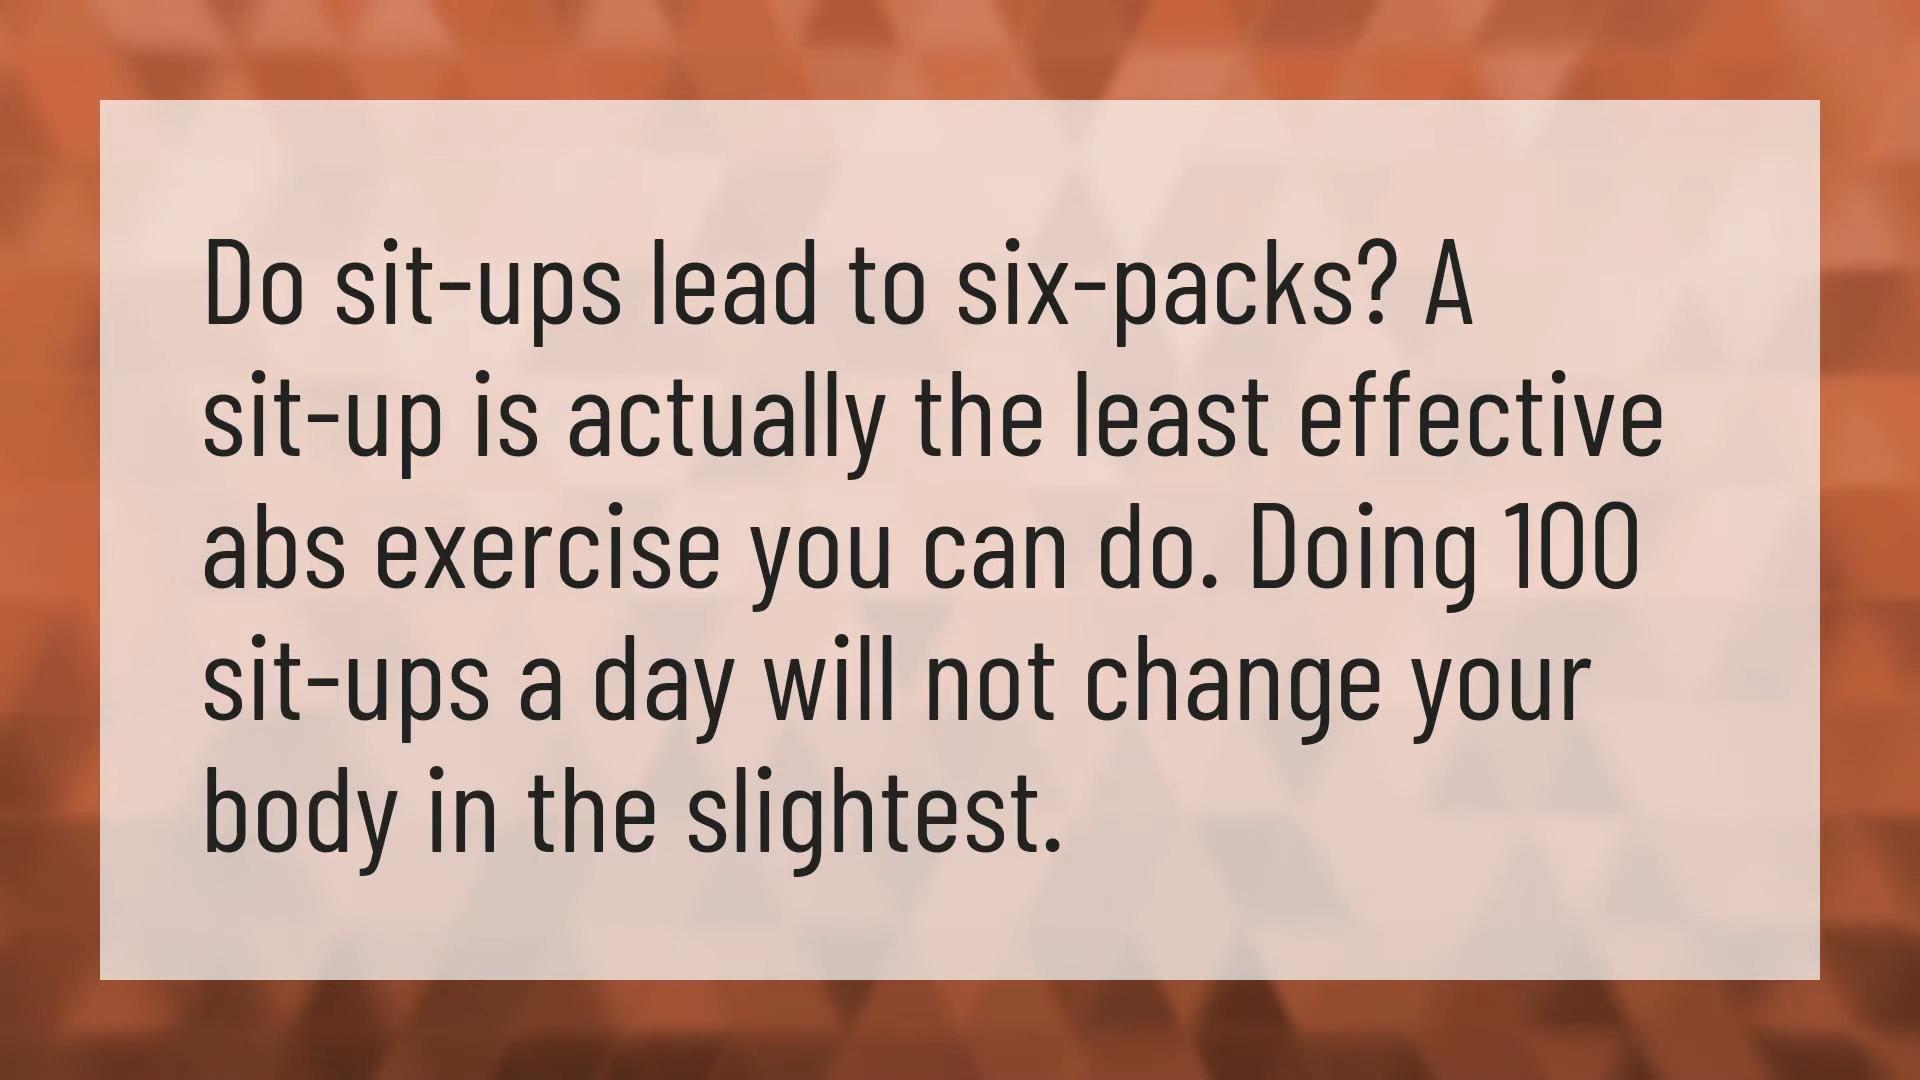 Do sit-ups lead to six-packs? A
sit-up is actually the least effective
abs exercise you can do. Doing 100
sit-ups a day will not change your
body in the slightest.